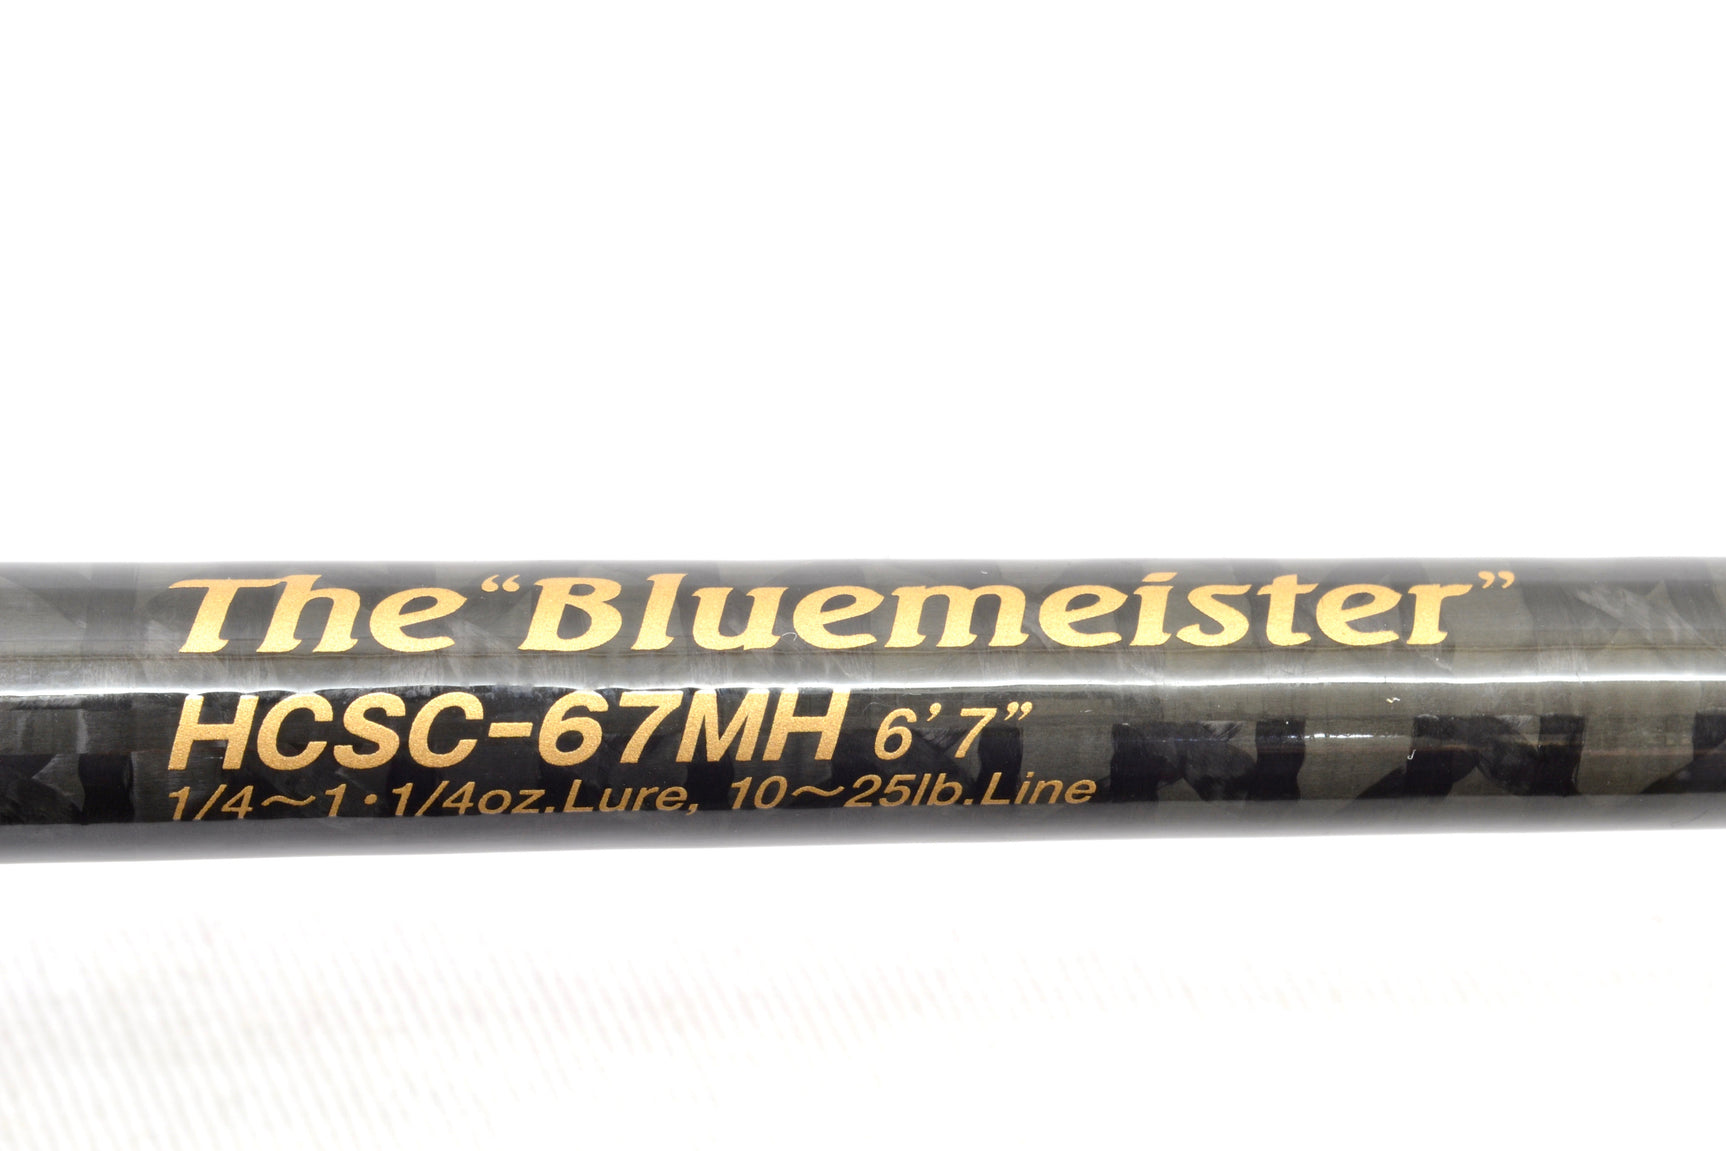 The “Bluemeister”
HCSC-67MH 6’7”
1/4～1・1/4oz.Lure, 10～25lb.Line